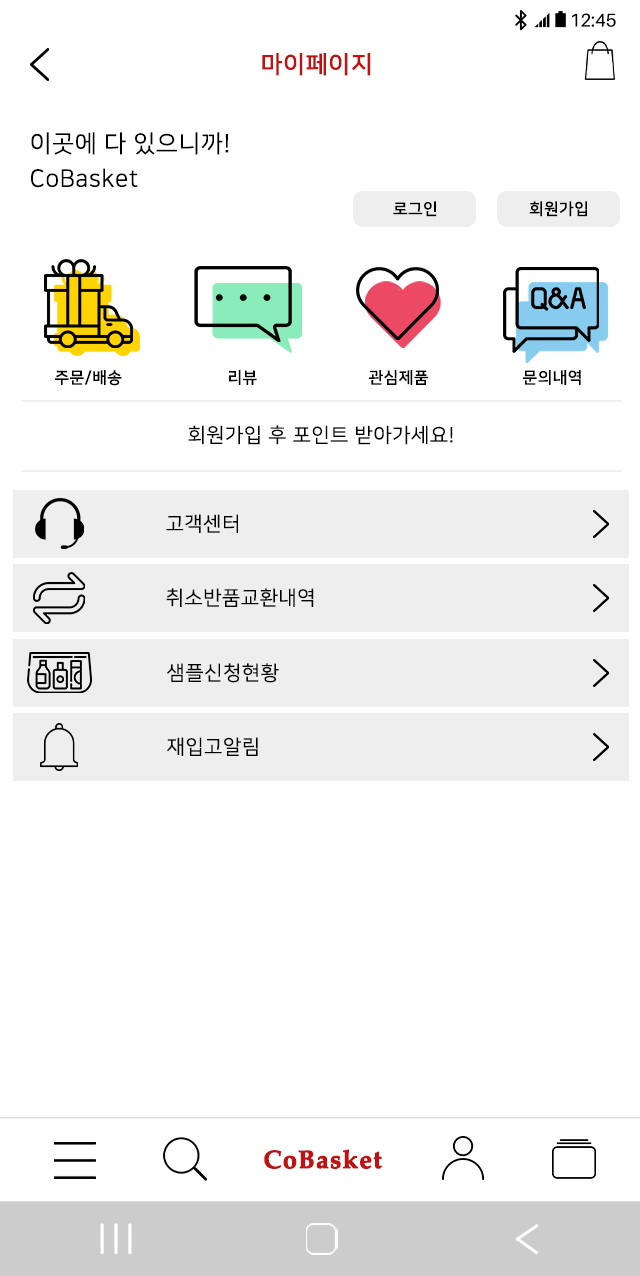 12:45
마이페이지
이곳에 다 있으니까!
CoBasket
로그인
회원가입
Q&A
주문/배송
리뷰
관심제품
문의내역
회원가입 후 포인트 받아가세요!
고객센터
취소반품교환내역
샘플신청현황
재입고알림
CoBasket